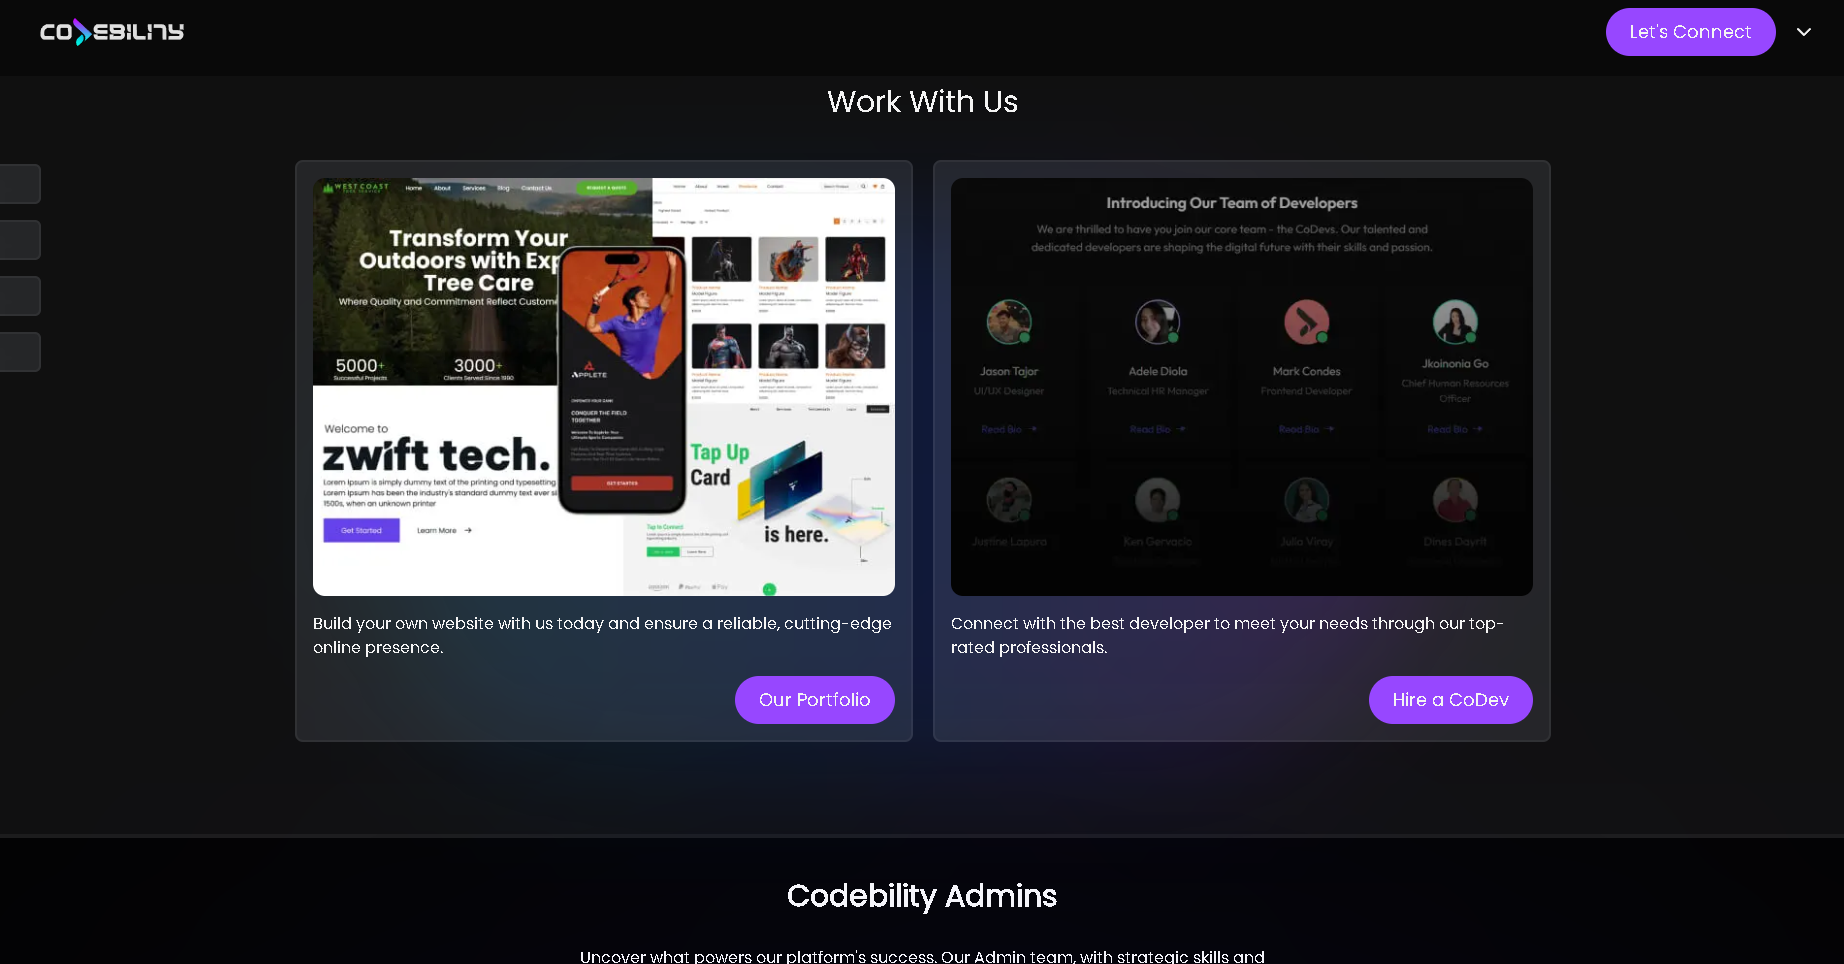 CODEBILITY
Let's Connect
Work With Us
WEST COAST
TREE SERVICE
Home About Services Blog Contact Us
REQUEST A QUOTE
Transform Your
Outdoors with Exp
Tree Care
Where Quality and Commitment Reflect Custome
5000+
Successful Projects
3000+
Clients Served Since 1980
Welcome to
zwift tech.
Lorem Ipsum is simply dummy text of the printing and typesetting
Lorem Ipsum has been the industry's standard dummy text ever si
1500s, when an unknown printer
Get Started
Learn More →
APPLETE
CONQUER THE FIELD
TOGETHER
GET STARTED
Tap Up
Card
is here.
Tap to Connect
Introducing Our Team of Developers
We are thrilled to have you join our core team - the CoDevs. Our talented and
dedicated developers are shaping the digital future with their skills and passion.
Jason Tajor
UI/UX Designer
Read Bio →
Adele Diola
Technical HR Manager
Read Bio →
Mark Condes
Frontend Developer
Read Bio →
Jkoinonia Go
Chief Human Resources
Officer
Read Bio →
Justine Lapura
Ken Gervacio
Julia Viray
Dines Dayrit
Build your own website with us today and ensure a reliable, cutting-edge
online presence.
Our Portfolio
Connect with the best developer to meet your needs through our top-
rated professionals.
Hire a CoDev
Codebility Admins
Uncover what powers our platform's success. Our Admin team, with strategic skills and